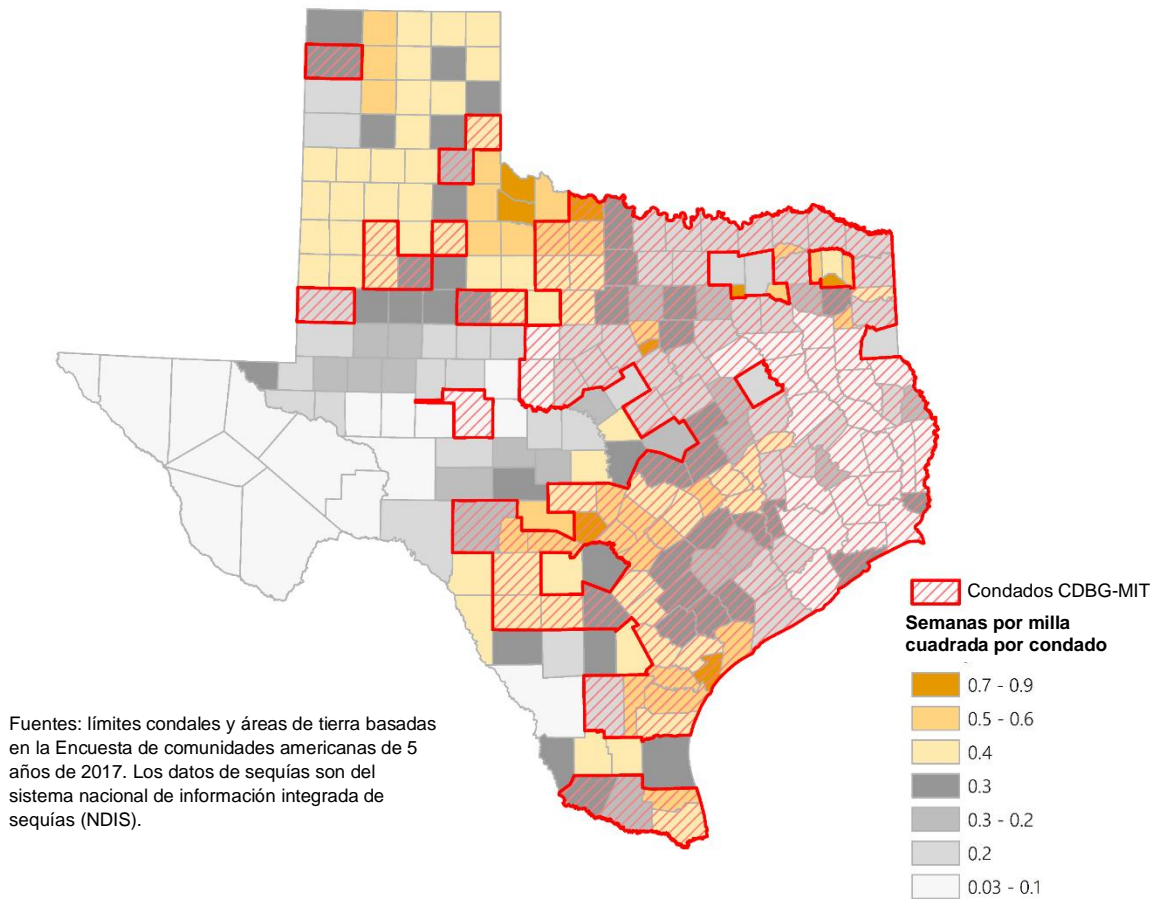 Condados CDBG-MIT
Semanas por milla
cuadrada por condado
0.7 - 0.9
0.5 - 0.6
0.4
0.3
0.3 - 0.2
0.2
0.03 - 0.1
Fuentes: límites condales y áreas de tierra basadas
en la Encuesta de comunidades americanas de 5
años de 2017. Los datos de sequías son del
sistema nacional de información integrada de
sequías (NDIS).